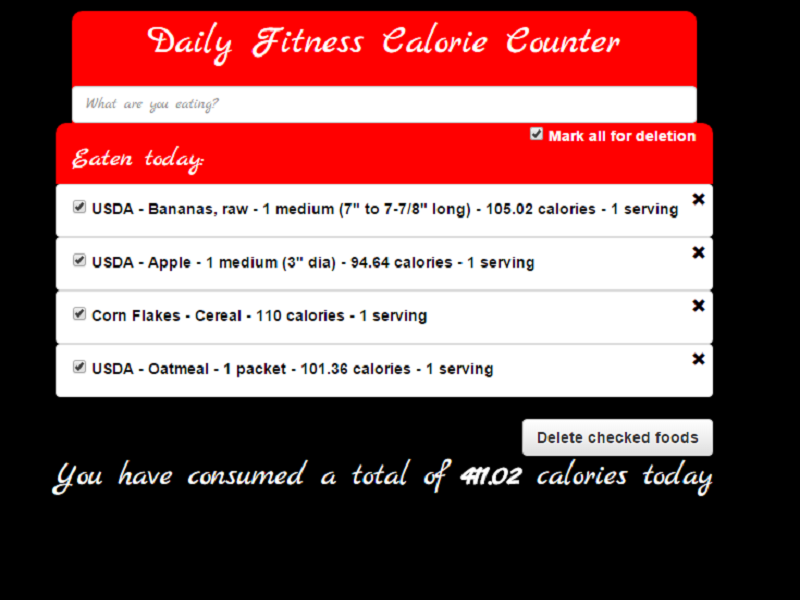 Daily Fitness Calorie Counter
What are you eating?
Mark all for deletion
Eaten today:
USDA - Bananas, raw - 1 medium (7" to 7-7/8" long) - 105.02 calories - 1 serving
USDA - Apple - 1 medium (3" dia) - 94.64 calories - 1 serving
Corn Flakes - Cereal - 110 calories - 1 serving
USDA - Oatmeal - 1 packet - 101.36 calories - 1 serving
Delete checked foods
You have consumed a total of 411.02 calories today